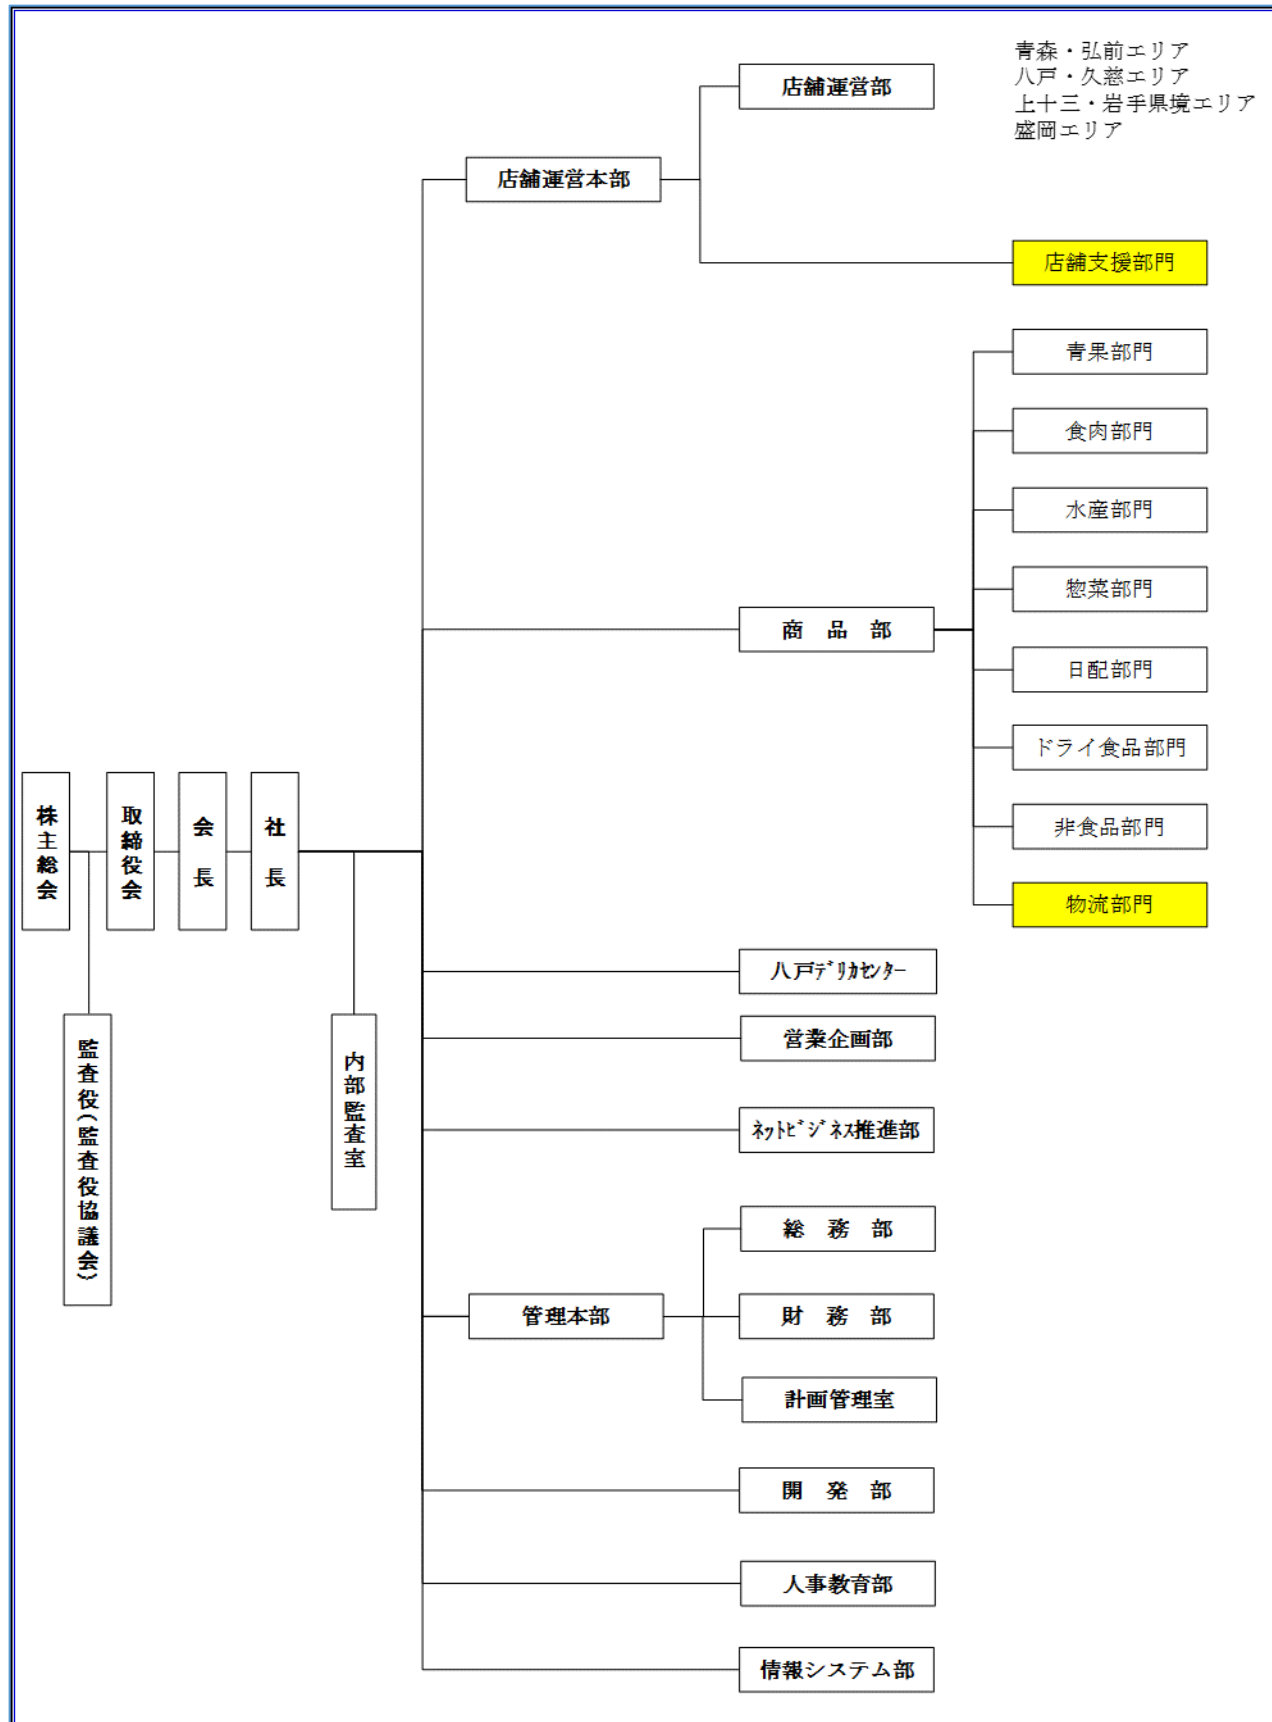 青森・弘前エリア
八戸・久慈エリア
上十三・岩手県境エリア
盛岡エリア
店舗運営部
店舗運営本部
店舗支援部門
青果部門
食肉部門
水産部門
惣菜部門
商　品　部
日配部門
ドライ食品部門
非食品部門
物流部門
株主総会
取締役会
会　長
社　長
監査役（監査役協議会）
内部監査室
八戸ﾃﾞﾘｶｾﾝﾀｰ
営業企画部
ﾈｯﾄﾋﾞｼﾞﾈｽ推進部
総　務　部
管理本部
財　務　部
計画管理室
開　発　部
人事教育部
情報システム部